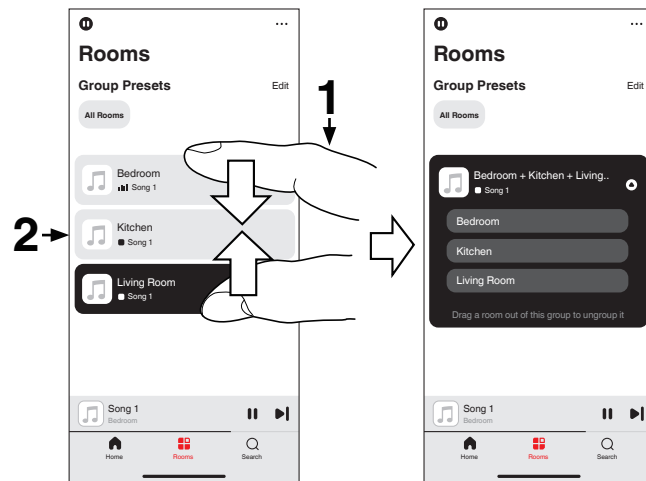 Rooms
Group Presets
Edit
All Rooms
1
Bedroom
Song 1
2
Kitchen
Song 1
Living Room
Song 1
Song 1
Bedroom
Home
Rooms
Search
Rooms
Group Presets
Edit
All Rooms
Bedroom + Kitchen + Living..
Song 1
Bedroom
Kitchen
Living Room
Drag a room out of this group to ungroup it
Song 1
Bedroom
Home
Rooms
Search